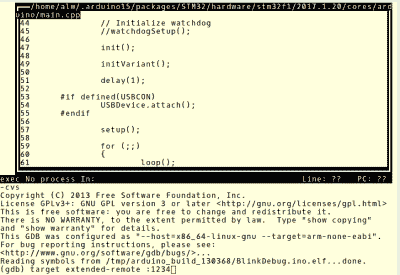 /home/alm/.arduino15/packages/STM32/hardware/stm32f1/2017.1.20/cores/ard
uino/main.cpp
44 // Initialize watchdog
45 //watchdogSetup();
46
47 init();
48
49 initVariant();
50
51 delay(1);
52
53 #if defined(USBCON)
54 USBDevice.attach();
55 #endif
56
57 setup();
58
59 for (;;)
60 {
61 loop();
exec No process In: Line: ?? PC: ??
-cvs
Copyright (C) 2013 Free Software Foundation, Inc.
License GPLv3+: GNU GPL version 3 or later <http://gnu.org/licenses/gpl.html>
This is free software: you are free to change and redistribute it.
There is NO WARRANTY, to the extent permitted by law.  Type "show copying"
and "show warranty" for details.
This GDB was configured as "--host=x86_64-linux-gnu --target=arm-none-eabi".
For bug reporting instructions, please see:
<http://www.gnu.org/software/gdb/bugs/>...
Reading symbols from /tmp/arduino_build_130368/BlinkDebug.ino.elf...done.
(gdb) target extended-remote :1234